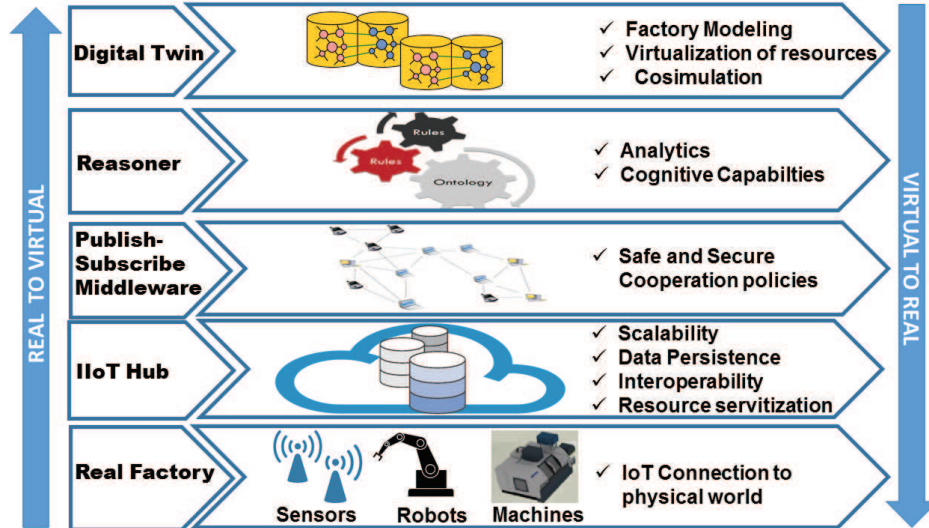 REAL TO VIRTUAL
VIRTUAL TO REAL
Digital Twin
✓ Factory Modeling
✓ Virtualization of resources
✓ Cosimulation
Reasoner
Rules
Rules
Ontology
✓ Analytics
✓ Cognitive Capabilties
Publish-
Subscribe
Middleware
✓ Safe and Secure
Cooperation policies
IIoT Hub
✓ Scalability
✓ Data Persistence
✓ Interoperability
✓ Resource servitization
Real Factory
Sensors
Robots
Machines
✓ IoT Connection to
physical world